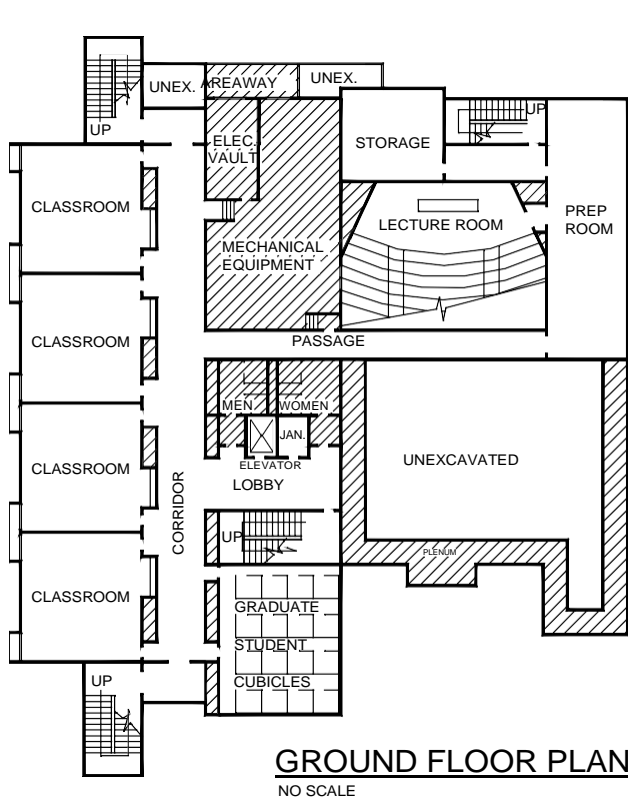 UNEX.
AREAWAY
UNEX.
UP
UP
ELEC.
VAULT
STORAGE
CLASSROOM
LECTURE ROOM
PREP
ROOM
MECHANICAL
EQUIPMENT
CLASSROOM
PASSAGE
MEN
WOMEN
JAN.
ELEVATOR
LOBBY
UNEXCAVATED
CLASSROOM
CORRIDOR
UP
PLENUM
CLASSROOM
GRADUATE
STUDENT
CUBICLES
UP
GROUND FLOOR PLAN
NO SCALE